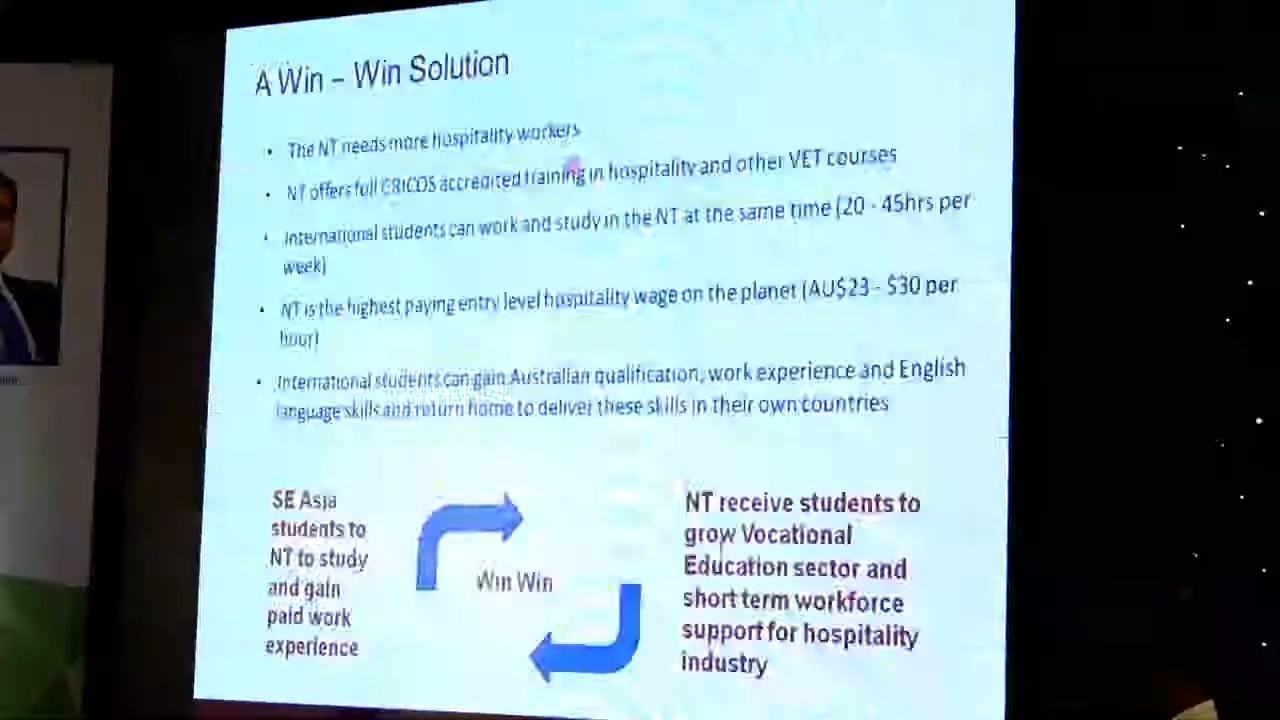 A Win – Win Solution
• The NT needs more hospitality workers
• NT offers full CRICOS accredited training in hospitality and other VET courses
• International students can work and study in the NT at the same time (20 - 45hrs per
week)
• NT is the highest paying entry level hospitality wage on the planet (AU$23 - $30 per
hour)
• International students can gain Australian qualification, work experience and English
language skills and return home to deliver these skills in their own countries
SE Asia
students to
NT to study
and gain
paid work
experience
Win Win
NT receive students to
grow Vocational
Education sector and
short term workforce
support for hospitality
industry